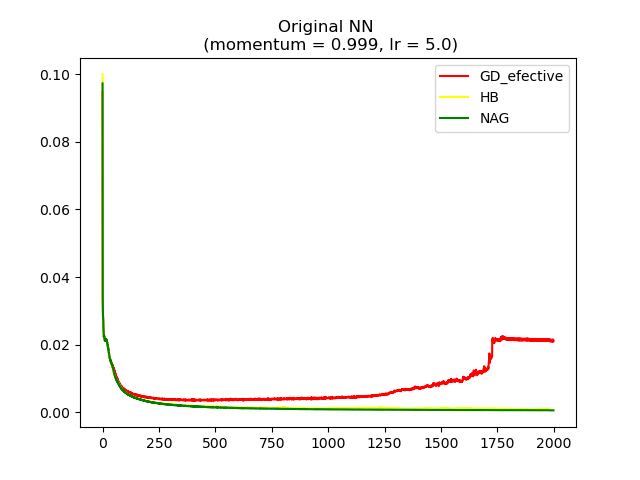 Original NN
(momentum = 0.999, lr = 5.0)
GD_efective
HB
NAG
0.10
0.08
0.06
0.04
0.02
0.00
0 250 500 750 1000 1250 1500 1750 2000